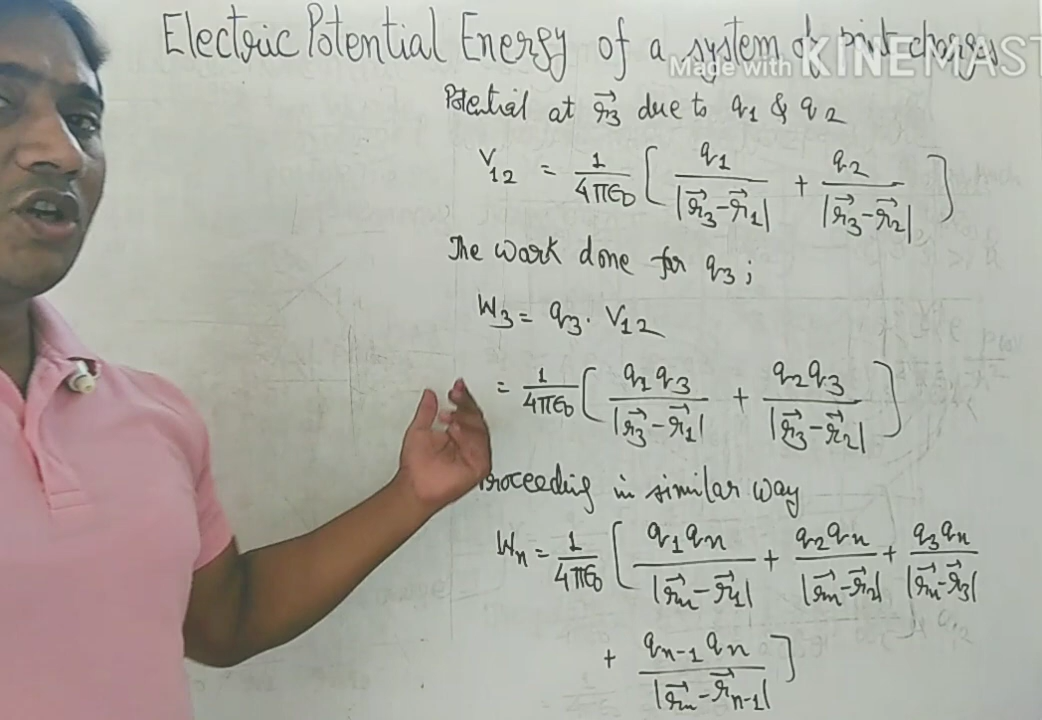 Electric Potential Energy of a system of point charges
Made with KINEMAST
Potential at r⃗3 due to q1 & q2
V12 = 1/4πϵ0 [ q1/|r⃗3-r⃗1| + q2/|r⃗3-r⃗2| ]
The work done for q3;
W3 = q3. V12
= 1/4πϵ0 [ q1q3/|r⃗3-r⃗1| + q2q3/|r⃗3-r⃗2| ]
Proceeding in similar way
Wn = 1/4πϵ0 [ q1qn/|r⃗n-r⃗1| + q2qn/|r⃗n-r⃗2| + q3qn/|r⃗n-r⃗3|
+ qn-1qn/|r⃗n-r⃗n-1| ]